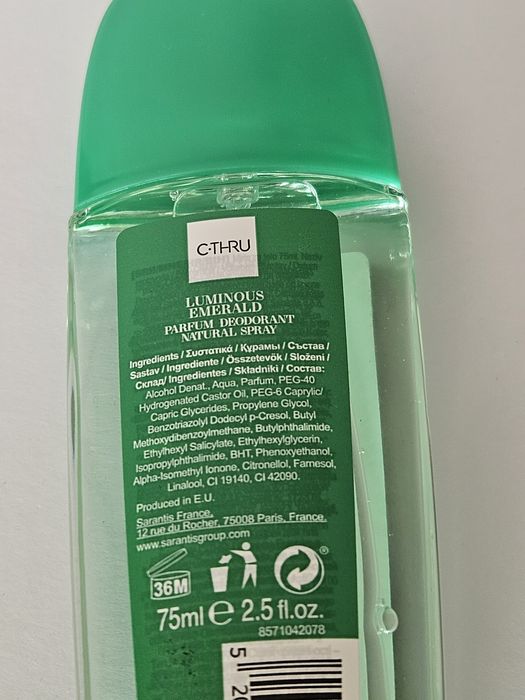 C·THRU
LUMINOUS
EMERALD
PARFUM DEODORANT
NATURAL SPRAY
Ingredients / Συστατικά / Құрамы / Състав /
Sastav / Ingrediente / Összetevők / Složení /
Склад/ Ingredientes / Składniki / Состав:
Alcohol Denat., Aqua, Parfum, PEG-40
Hydrogenated Castor Oil, PEG-6 Caprylic/
Capric Glycerides, Propylene Glycol,
Benzotriazolyl Dodecyl p-Cresol, Butyl
Methoxydibenzoylmethane, Butylphthalimide,
Ethylhexyl Salicylate, Ethylhexylglycerin,
Isopropylphthalimide, BHT, Phenoxyethanol,
Alpha-Isomethyl Ionone, Citronellol, Farnesol,
Linalool, CI 19140, CI 42090.
Produced in E.U.
Sarantis France,
12 rue du Rocher, 75008 Paris, France.
www.sarantisgroup.com
36M
®
75ml e 2.5 fl.oz.
8571042078